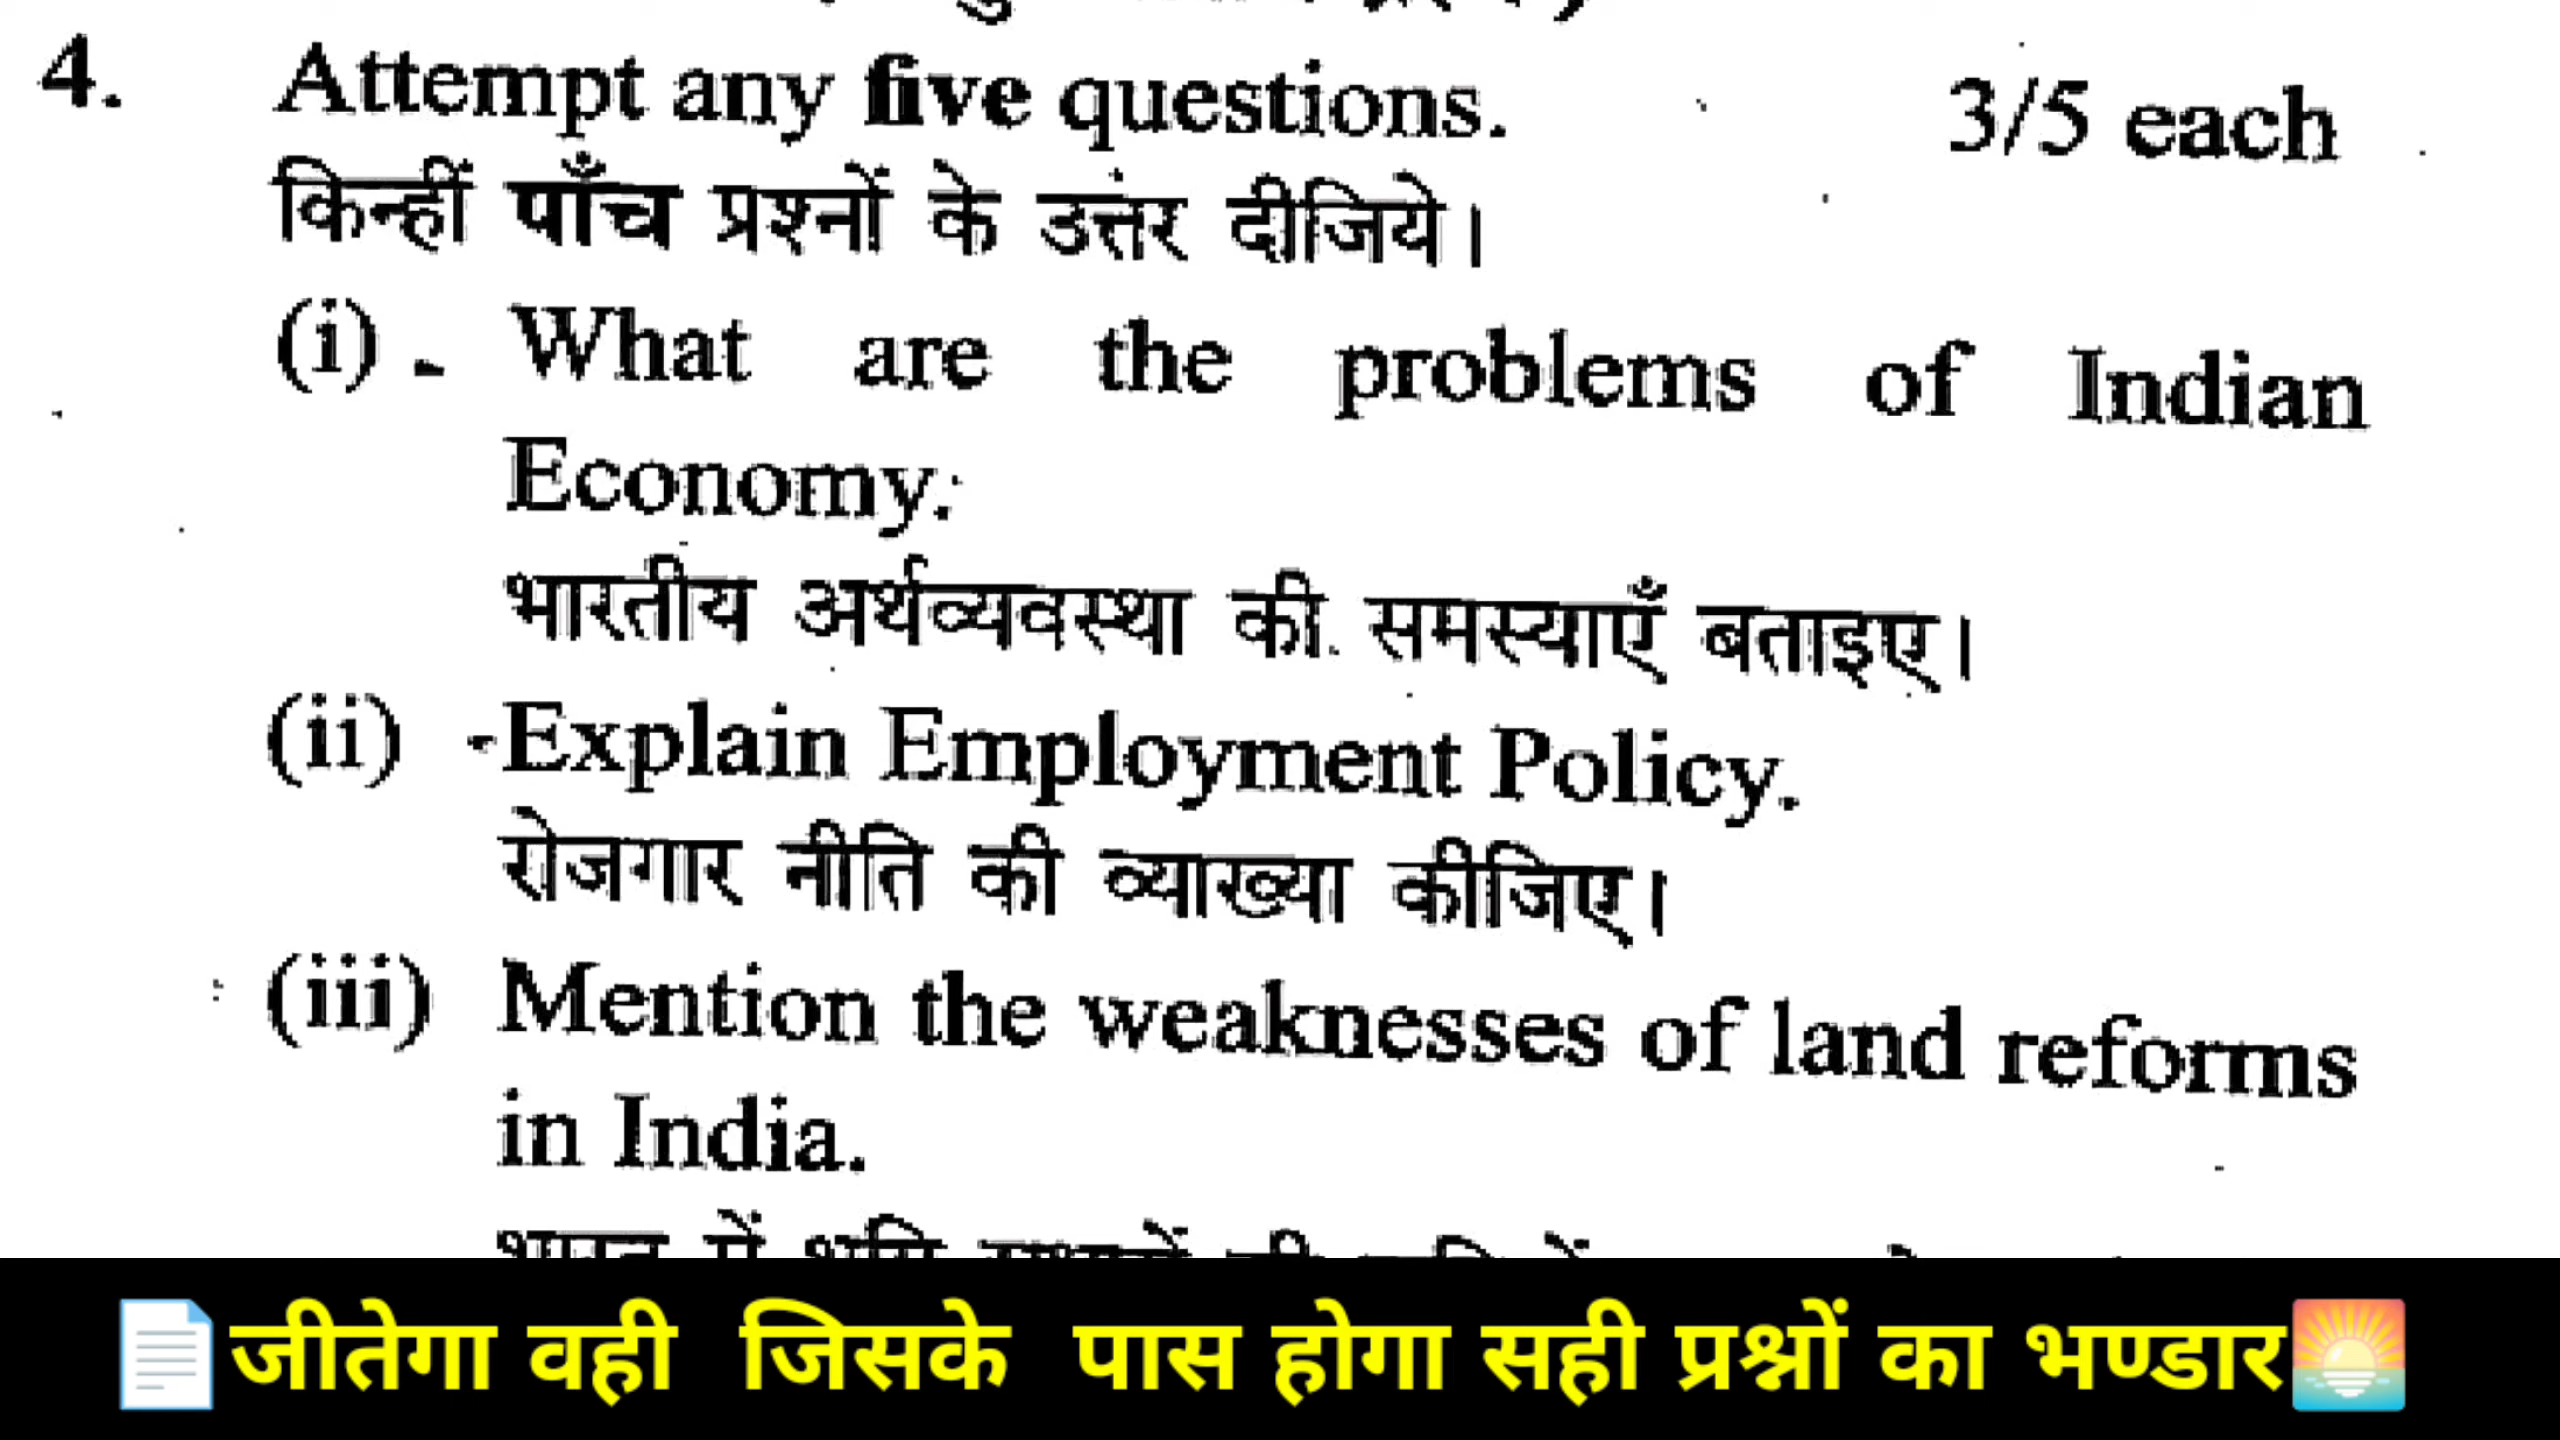 4. Attempt any five questions. 3/5 each
किन्हीं पाँच प्रश्नों के उत्तर दीजिये।
(i) What are the problems of Indian
Economy.
भारतीय अर्थव्यवस्था की समस्याएँ बताइए।
(ii) Explain Employment Policy.
रोजगार नीति की व्याख्या कीजिए।
(iii) Mention the weaknesses of land reforms
in India.
जीतेगा वही जिसके पास होगा सही प्रश्नों का भण्डार